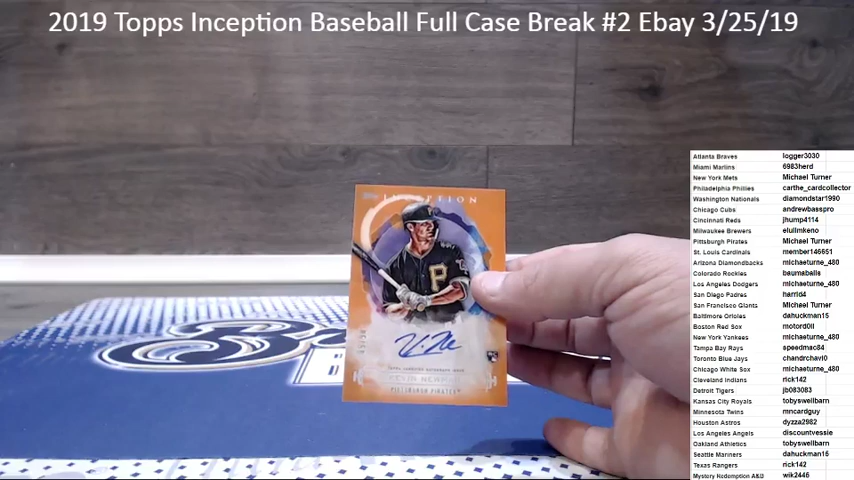 2019 Topps Inception Baseball Full Case Break #2 Ebay 3/25/19
Atlanta Braves logger3030
Miami Marlins 6983herd
New York Mets Michael Turner
Philadelphia Phillies carthe_cardcollector
Washington Nationals diamondstar1990
Chicago Cubs andrewbasspro
Cincinnati Reds jhump4114
Milwaukee Brewers eluilmkeno
Pittsburgh Pirates Michael Turner
St. Louis Cardinals member146651
Arizona Diamondbacks michaeturne_480
Colorado Rockies baumaballs
Los Angeles Dodgers michaeturne_480
San Diego Padres harrid4
San Francisco Giants Michael Turner
Baltimore Orioles dahuckman15
Boston Red Sox motord0ll
New York Yankees michaeturne_480
Tampa Bay Rays speedmac84
Toronto Blue Jays chandrchavi0
Chicago White Sox michaeturne_480
Cleveland Indians rick142
Detroit Tigers jb083083
Kansas City Royals tobyswellbarn
Minnesota Twins mncardguy
Houston Astros dyzza2982
Los Angeles Angels discountvessie
Oakland Athletics tobyswellbarn
Seattle Mariners dahuckman15
Texas Rangers rick142
Mystery Redemption A&B wik2446
INCEPTION
P
KEVIN NEWMAN
PITTSBURGH PIRATES